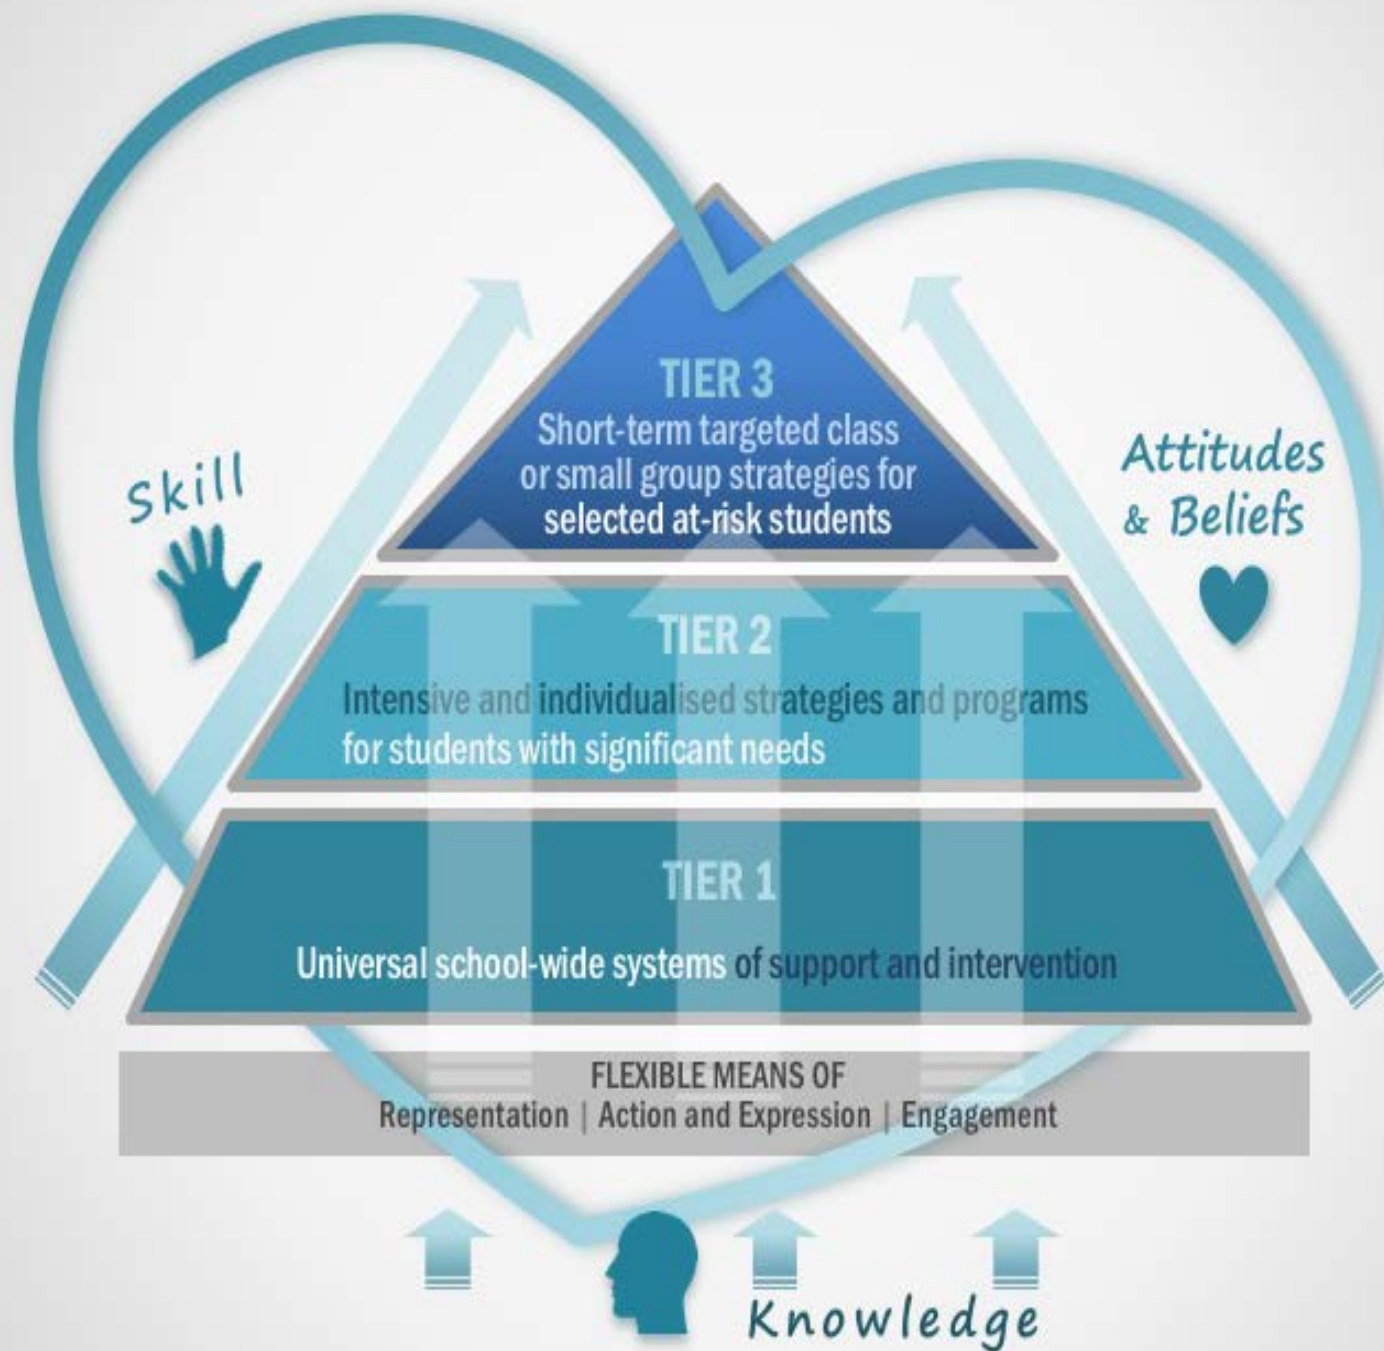 TIER 3
Short-term targeted class
or small group strategies for
selected at-risk students
Skill
Attitudes
& Beliefs
TIER 2
Intensive and individualised strategies and programs
for students with significant needs
TIER 1
Universal school-wide systems of support and intervention
FLEXIBLE MEANS OF
Representation | Action and Expression | Engagement
Knowledge